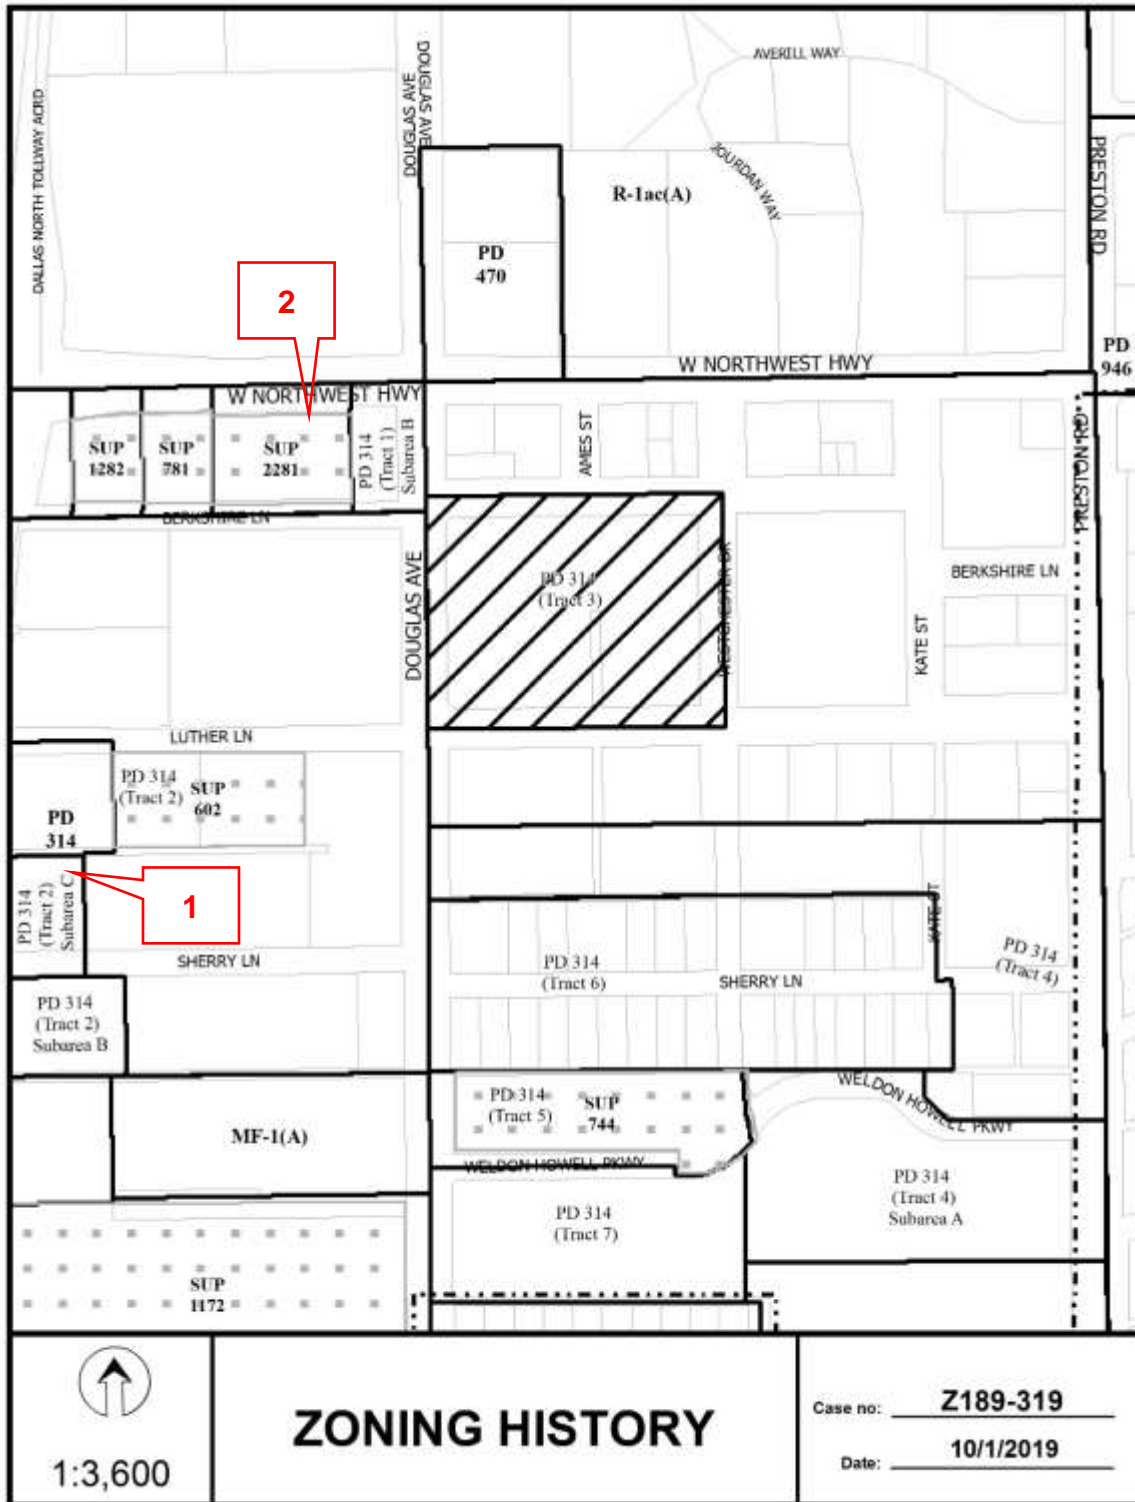 AVERILL WAY
DOUGLAS AVE
DOUGLAS AVE
DALLAS NORTH TOLLWAY ACRD
JOURDAN WAY
PRESTON RD
R-1ac(A)
PD
470
2
PD
946
W NORTHWEST HWY
W NORTHWEST HWY
SUP
1282
SUP
781
SUP
2281
PD 314
(Tract 1)
Subarea B
AMES ST
PRESTON RD
BERKSHIRE LN
BERKSHIRE LN
DOUGLAS AVE
PD 314
(Tract 3)
WESTCHESTER DR
KATE ST
LUTHER LN
PD 314
(Tract 2)
SUP
602
PD
314
1
PD 314
(Tract 2)
Subarea C
KATE ST
SHERRY LN
PD 314
(Tract 6)
SHERRY LN
PD 314
(Tract 4)
PD 314
(Tract 2)
Subarea B
WELDON HOWELL PKWY
PD 314
(Tract 5)
SUP
744
MF-1(A)
WELDON HOWELL PKWY
PD 314
(Tract 4)
Subarea A
PD 314
(Tract 7)
SUP
1172
1:3,600
ZONING HISTORY
Case no: Z189-319
Date: 10/1/2019